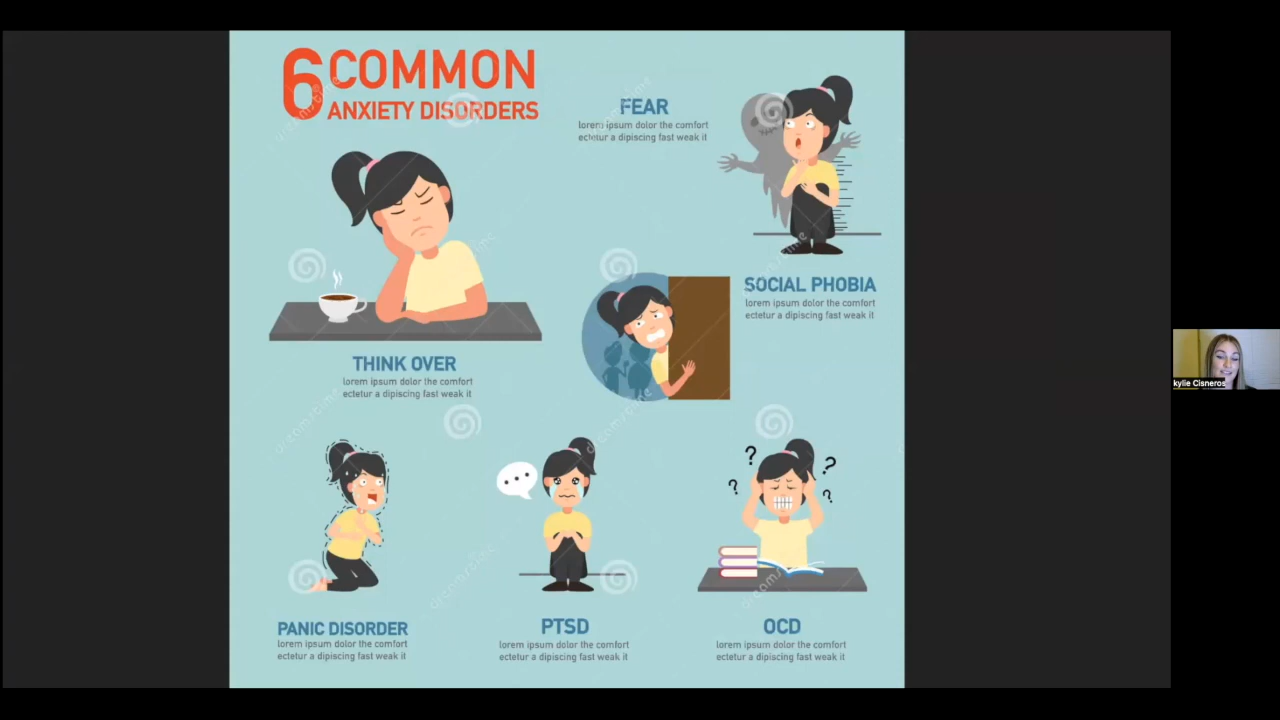 6 COMMON
ANXIETY DISORDERS
FEAR
lorem ipsum dolor the comfort
ectetur a dipiscing fast weak it
SOCIAL PHOBIA
lorem ipsum dolor the comfort
ectetur a dipiscing fast weak it
THINK OVER
lorem ipsum dolor the comfort
ectetur a dipiscing fast weak it
PANIC DISORDER
lorem ipsum dolor the comfort
ectetur a dipiscing fast weak it
PTSD
lorem ipsum dolor the comfort
ectetur a dipiscing fast weak it
OCD
lorem ipsum dolor the comfort
ectetur a dipiscing fast weak it
kylie Cisneros
dreamstime